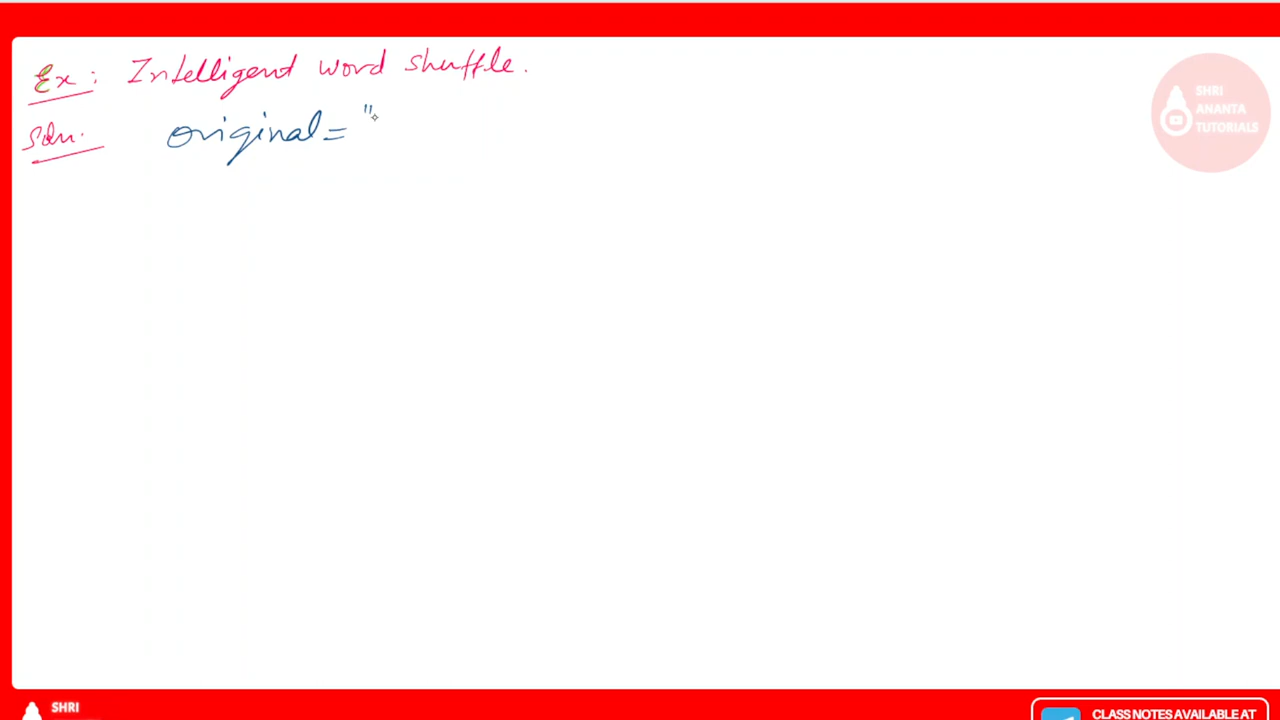 Ex: Intelligent word shuffle.
Soln. original = "
SHRI
ANANTA
TUTORIALS
SHRI
CLASS NOTES AVAILABLE AT